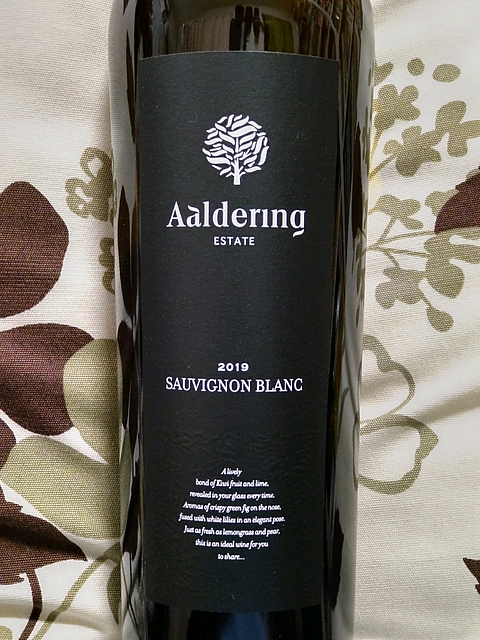 Aaldering
ESTATE
2019
SAUVIGNON BLANC
A lively
bond of Kiwi fruit and lime,
revealed in your glass every time.
Aromas of crispy green fig on the nose,
fused with white lilies in an elegant pose.
Just as fresh as lemongrass and pear,
this is an ideal wine for you
to share...